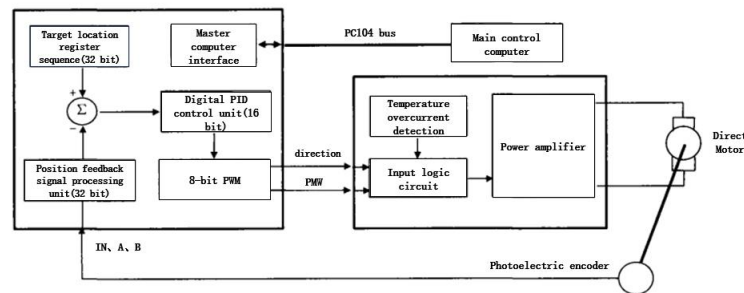 Target location
register
sequence(32 bit)
Master
computer
interface
PC104 bus
Main control
computer
+
Σ
−
Digital PID
control unit(16
bit)
Temperature
overcurrent
detection
Power amplifier
Direct
Motor
Position feedback
signal processing
unit(32 bit)
8-bit PWM
direction
PMW
Input logic
circuit
IN、A、B
Photoelectric encoder